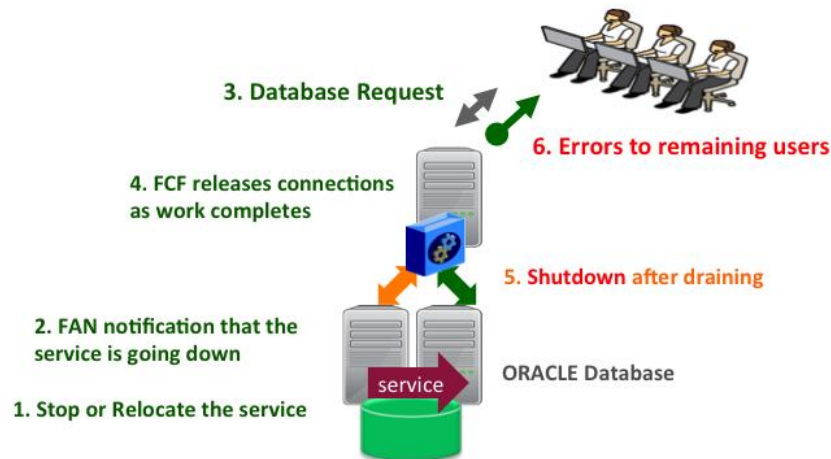 3. Database Request
6. Errors to remaining users
4. FCF releases connections
as work completes
5. Shutdown after draining
2. FAN notification that the
service is going down
service
ORACLE Database
1. Stop or Relocate the service